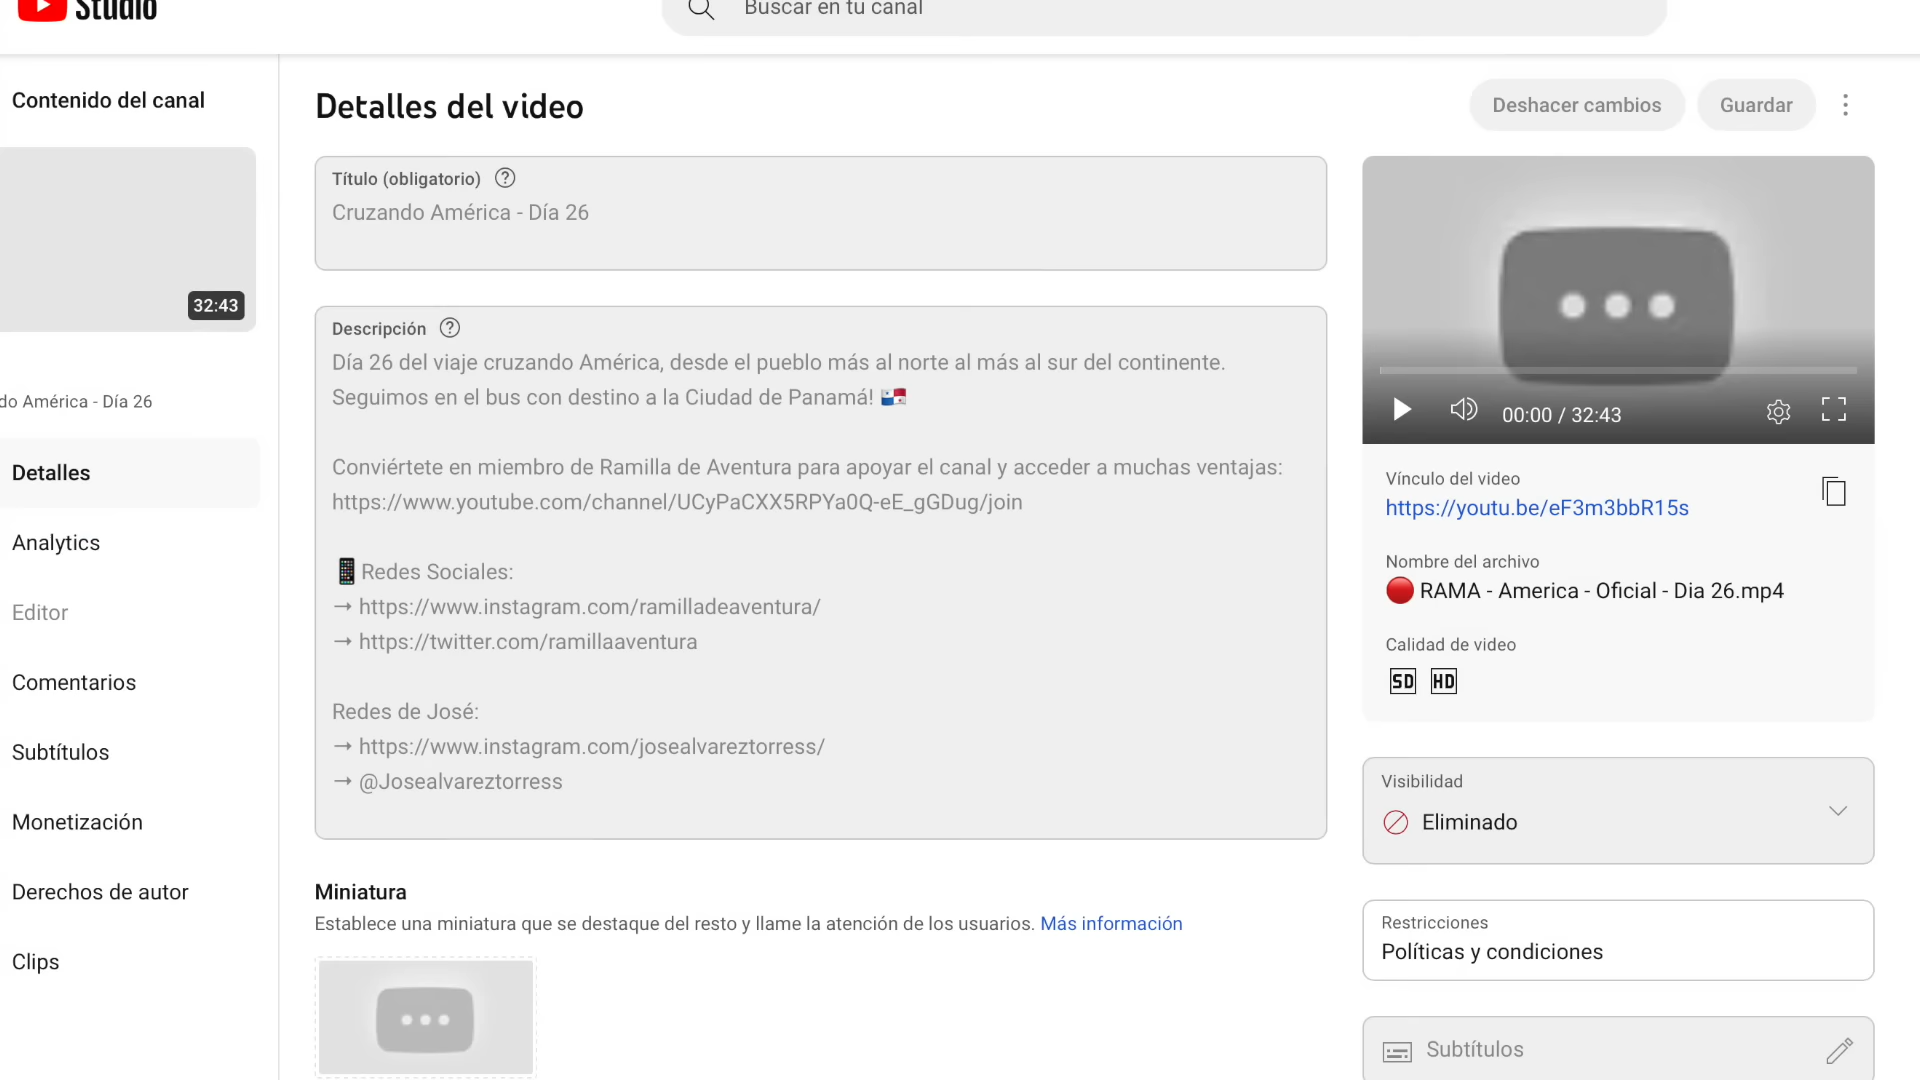 Studio
Buscar en tu canal
Contenido del canal
32:43
do América - Día 26
Detalles
Analytics
Editor
Comentarios
Subtítulos
Monetización
Derechos de autor
Clips
Detalles del video
Deshacer cambios
Guardar
Título (obligatorio)
Cruzando América - Día 26
Descripción
Día 26 del viaje cruzando América, desde el pueblo más al norte al más al sur del continente.
Seguimos en el bus con destino a la Ciudad de Panamá! 🇵🇦
Conviértete en miembro de Ramilla de Aventura para apoyar el canal y acceder a muchas ventajas:
https://www.youtube.com/channel/UCyPaCXX5RPYa0Q-eE_gGDug/join
📱Redes Sociales:
→ https://www.instagram.com/ramilladeaventura/
→ https://twitter.com/ramillaaventura
Redes de José:
→ https://www.instagram.com/josealvareztorress/
→ @Josealvareztorress
Miniatura
Establece una miniatura que se destaque del resto y llame la atención de los usuarios. Más información
00:00 / 32:43
Vínculo del video
https://youtu.be/eF3m3bbR15s
Nombre del archivo
🔴 RAMA - America - Oficial - Dia 26.mp4
Calidad de video
SD HD
Visibilidad
Eliminado
Restricciones
Políticas y condiciones
Subtítulos